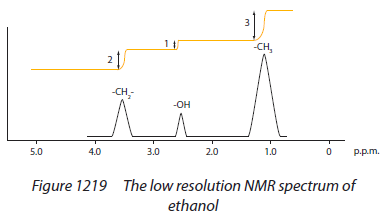 3
1
2
-CH3
-CH2-
-OH
5.0 4.0 3.0 2.0 1.0 0 p.p.m.
Figure 1219 The low resolution NMR spectrum of
ethanol